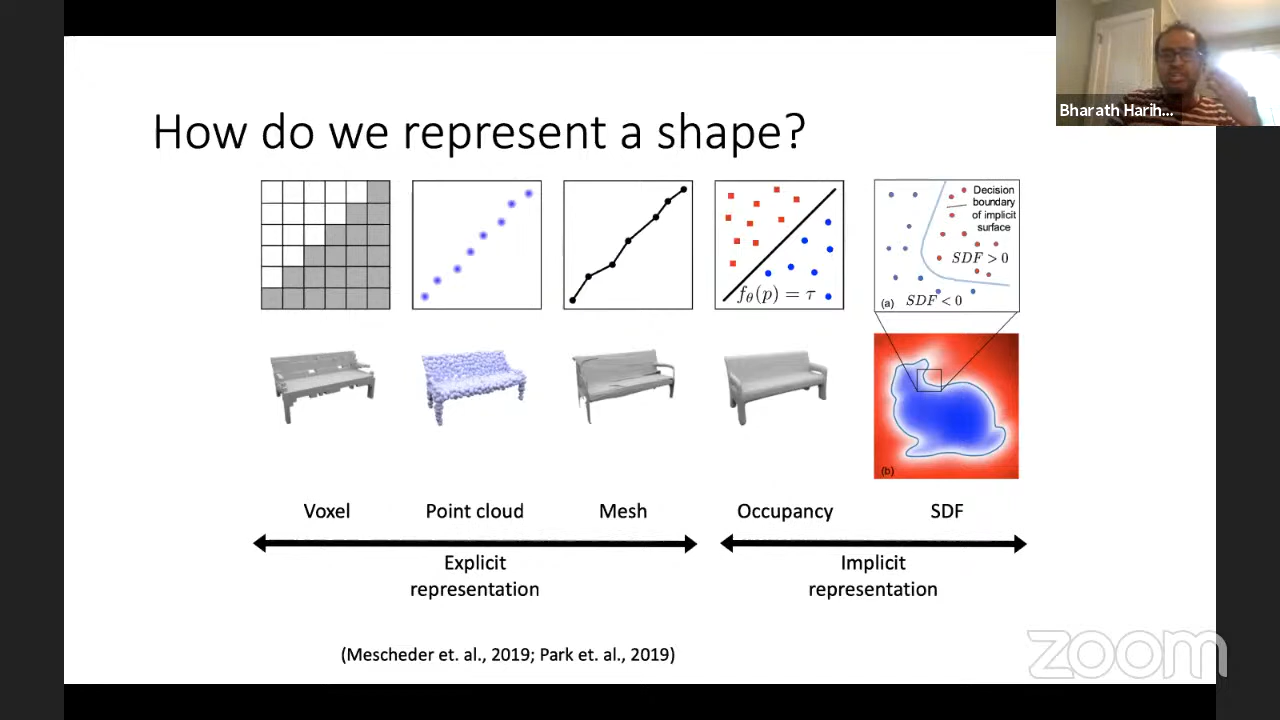 Bharath Harih...
How do we represent a shape?
fθ(p) = τ
Decision
boundary
of implicit
surface
SDF > 0
(a) SDF < 0
(b)
Voxel
Point cloud
Mesh
Occupancy
SDF
Explicit
representation
Implicit
representation
(Mescheder et. al., 2019; Park et. al., 2019)
zoom